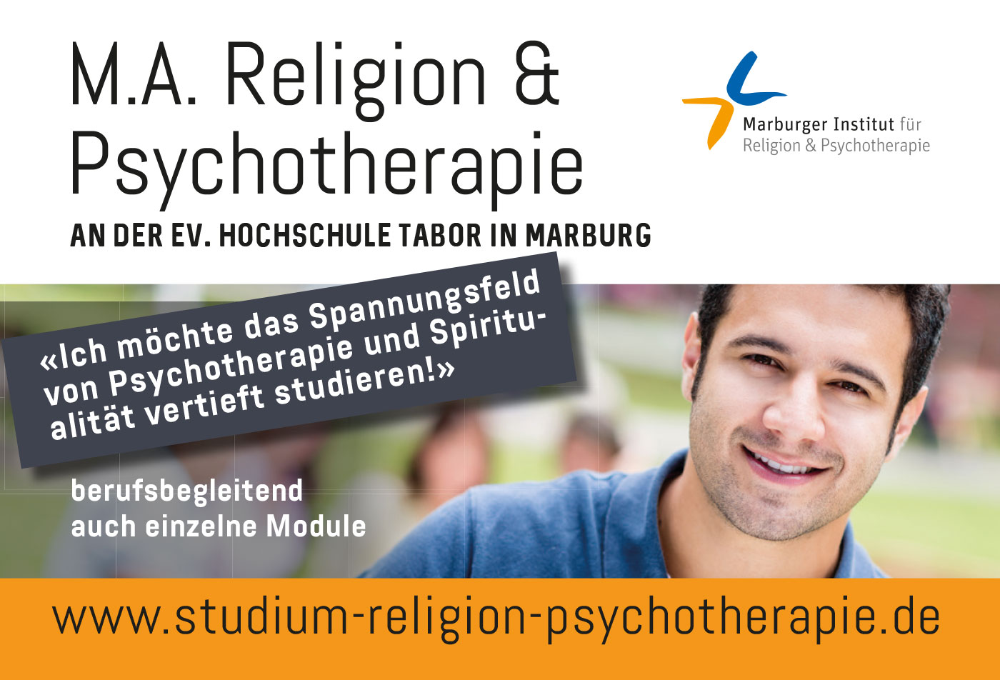 M.A. Religion &
Psychotherapie
AN DER EV. HOCHSCHULE TABOR IN MARBURG
Marburger Institut für
Religion & Psychotherapie
«Ich möchte das Spannungsfeld
von Psychotherapie und Spiritu-
alität vertieft studieren!»
berufsbegleitend
auch einzelne Module
www.studium-religion-psychotherapie.de